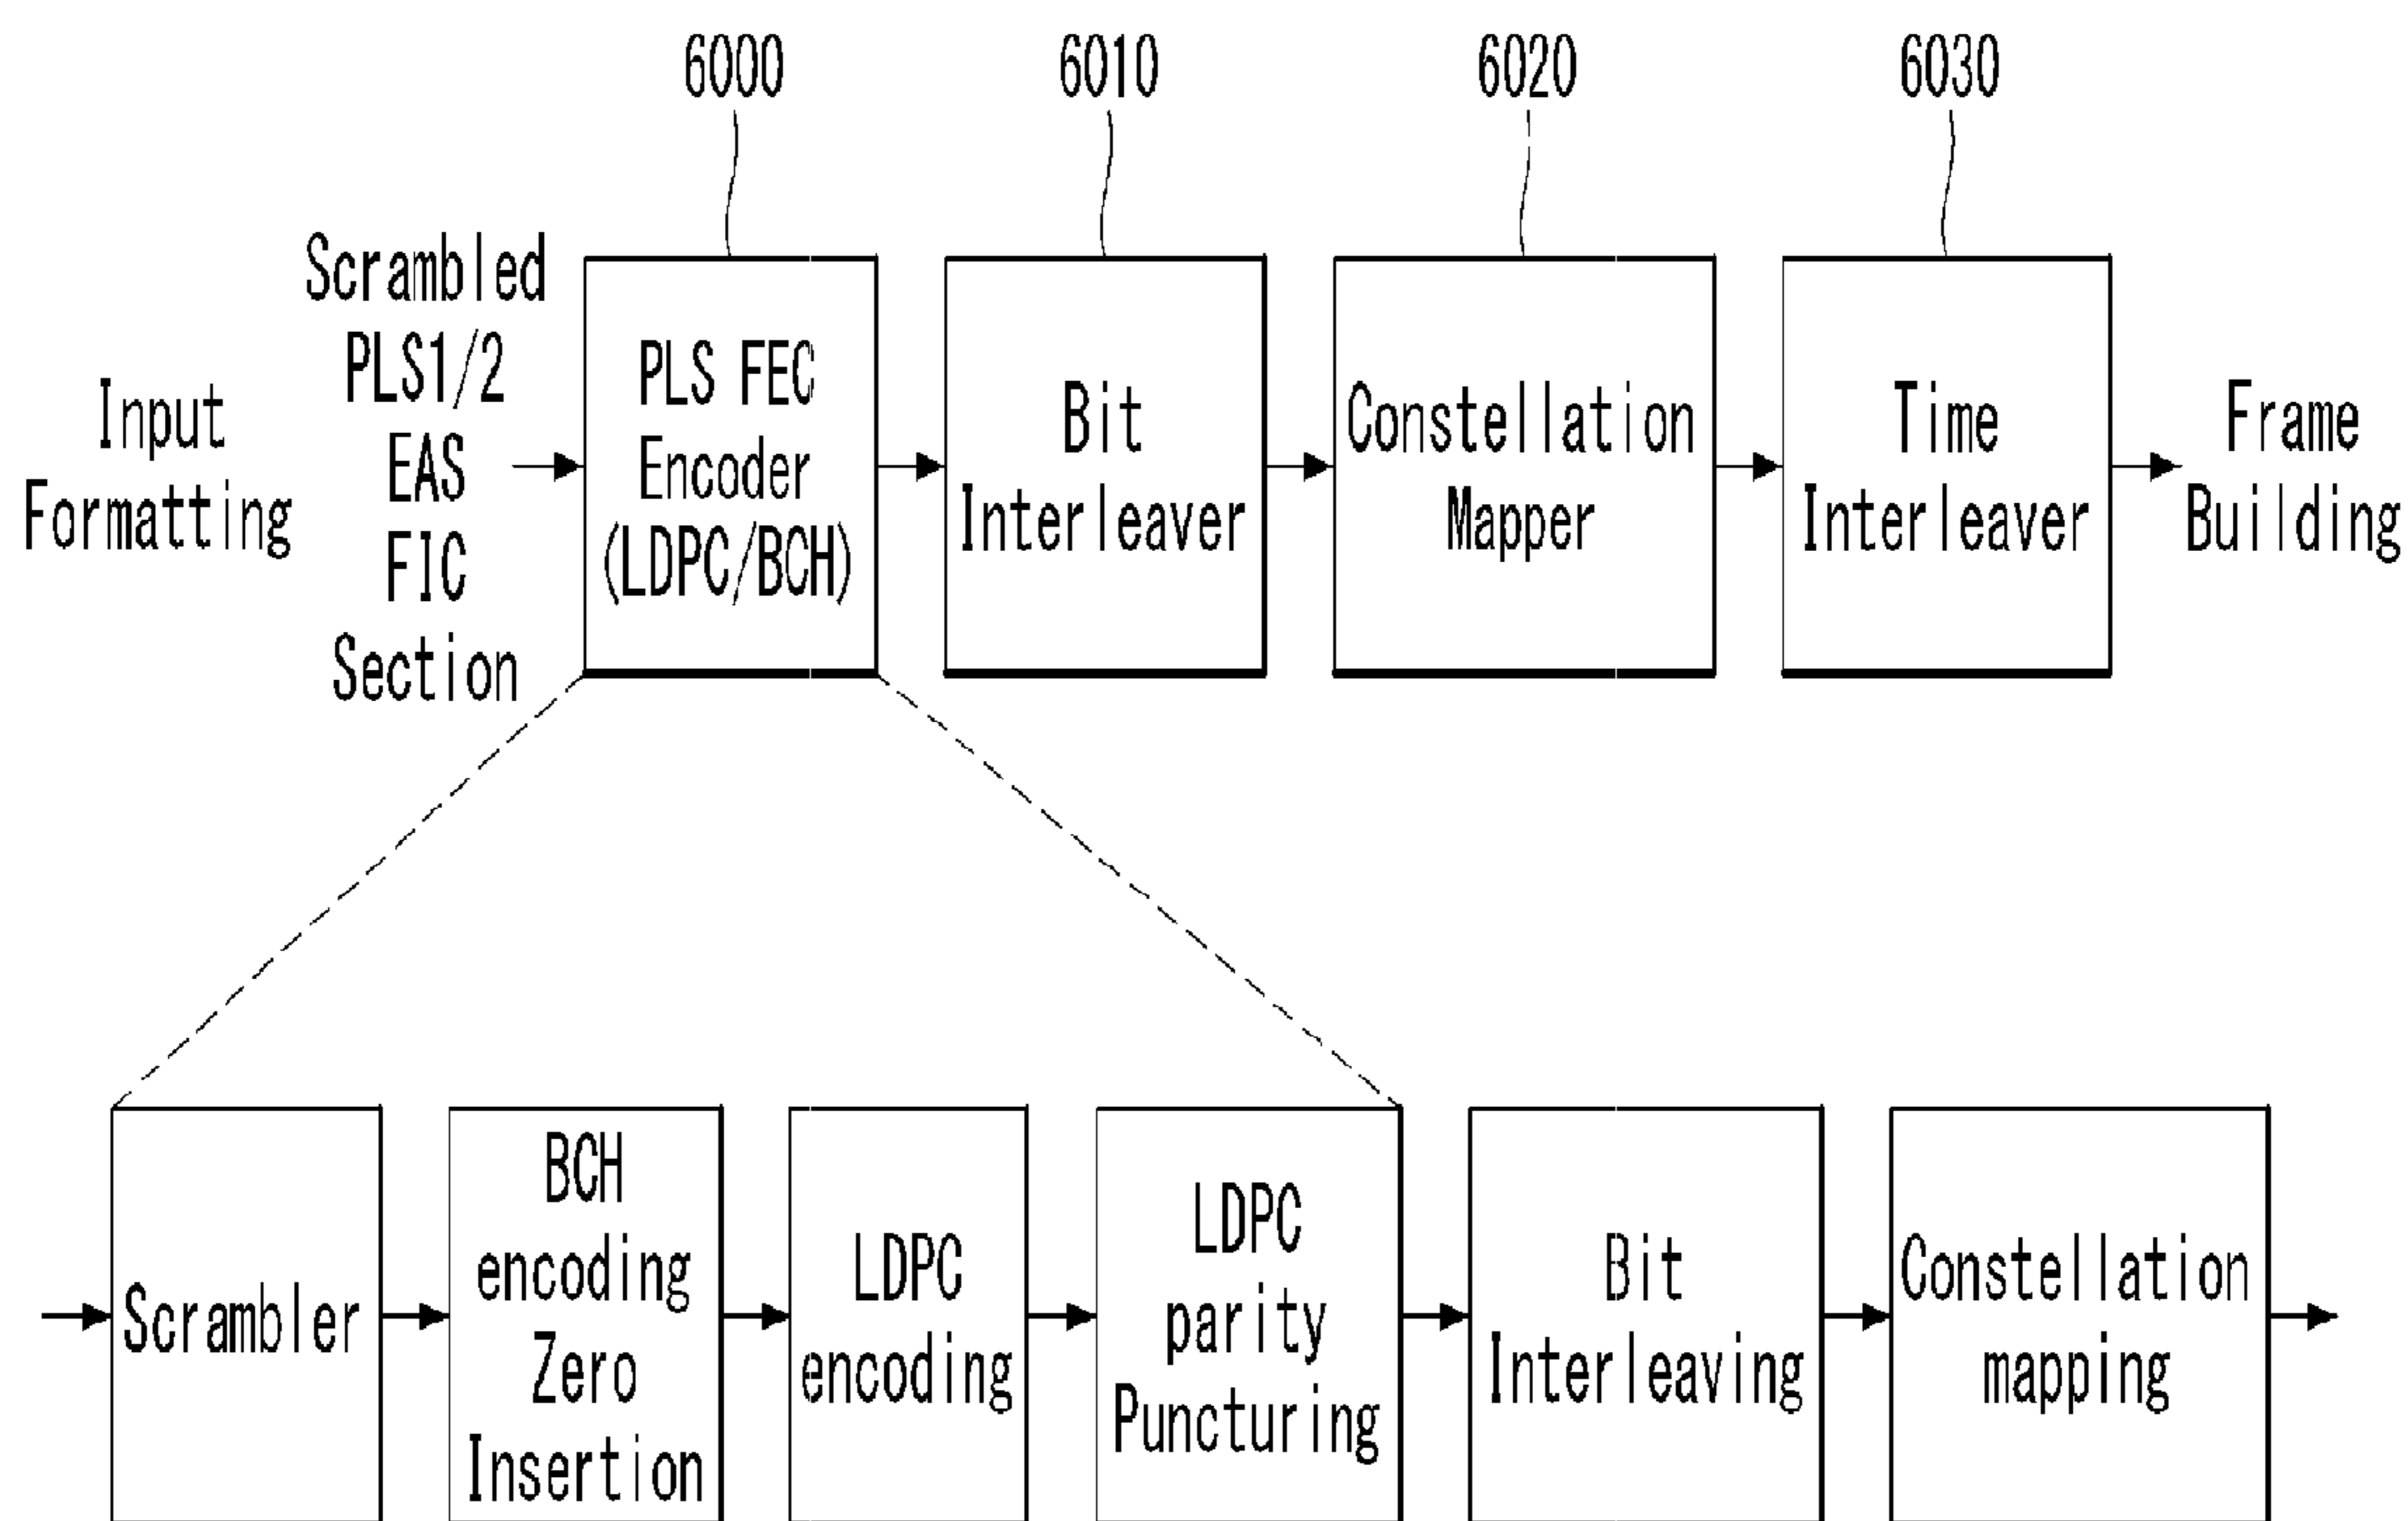 6000
6010
6020
6030
Input
Formatting
Scrambled
PLS1/2
EAS
FIC
Section
PLS FEC
Encoder
(LDPC/BCH)
Bit
Interleaver
Constellation
Mapper
Time
Interleaver
Frame
Building
Scrambler
BCH
encoding
Zero
Insertion
LDPC
encoding
LDPC
parity
Puncturing
Bit
Interleaving
Constellation
mapping